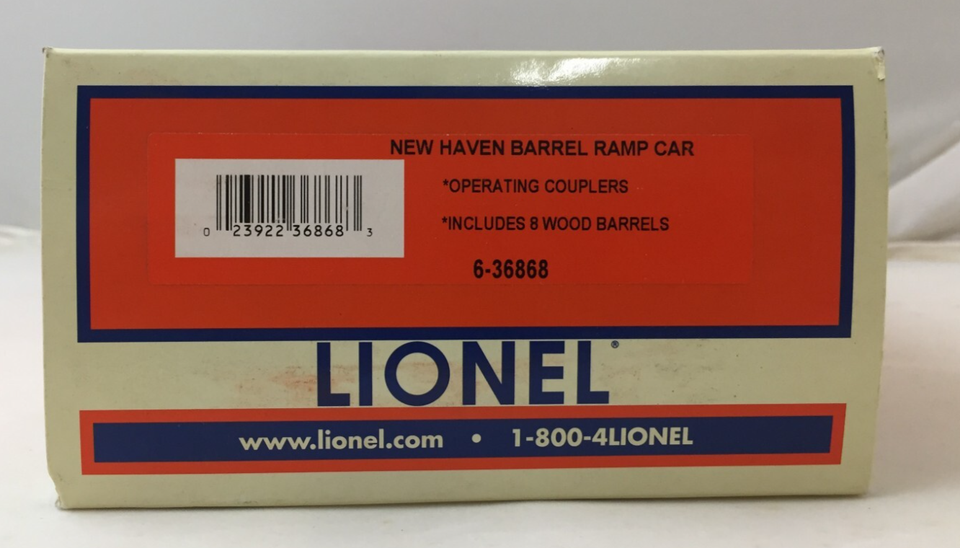 NEW HAVEN BARREL RAMP CAR
*OPERATING COUPLERS
*INCLUDES 8 WOOD BARRELS
0 23922 36868 3
6-36868
LIONEL®
www.lionel.com • 1-800-4LIONEL